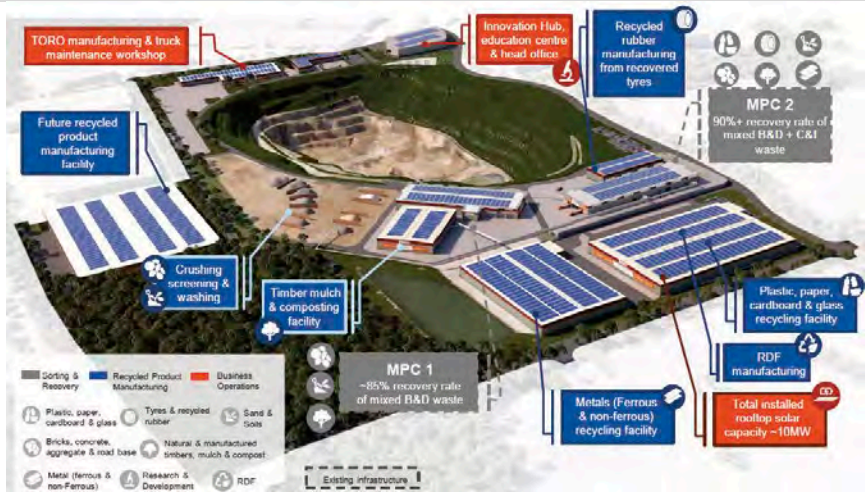 TORO manufacturing & truck
maintenance workshop
Innovation Hub,
education centre
& head office
Recycled
rubber
manufacturing
from recovered
tyres
MPC 2
90%+ recovery rate of
mixed B&D + C&I
waste
Future recycled
product
manufacturing
facility
Crushing
screening &
washing
Timber mulch
& composting
facility
Plastic, paper,
cardboard & glass
recycling facility
RDF
manufacturing
MPC 1
~85% recovery rate
of mixed B&D waste
Metals (Ferrous
& non-ferrous)
recycling facility
Total installed
rooftop solar
capacity ~10MW
Sorting &
Recovery
Recycled Product
Manufacturing
Business
Operations
Plastic, paper,
cardboard & glass
Tyres & recycled
rubber
Sand &
Soils
Bricks, concrete,
aggregate & road base
Natural & manufactured
timbers, mulch & compost
Metal (ferrous &
non-Ferrous)
Research &
Development
RDF
Existing infrastructure